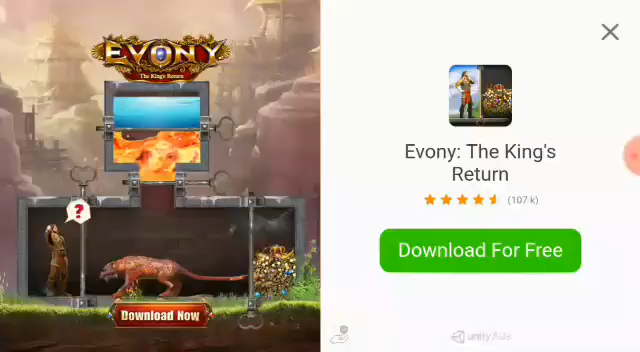 EVONY
The King's Return
?
Download Now
Evony: The King's
Return
(107 k)
Download For Free
unity Ads